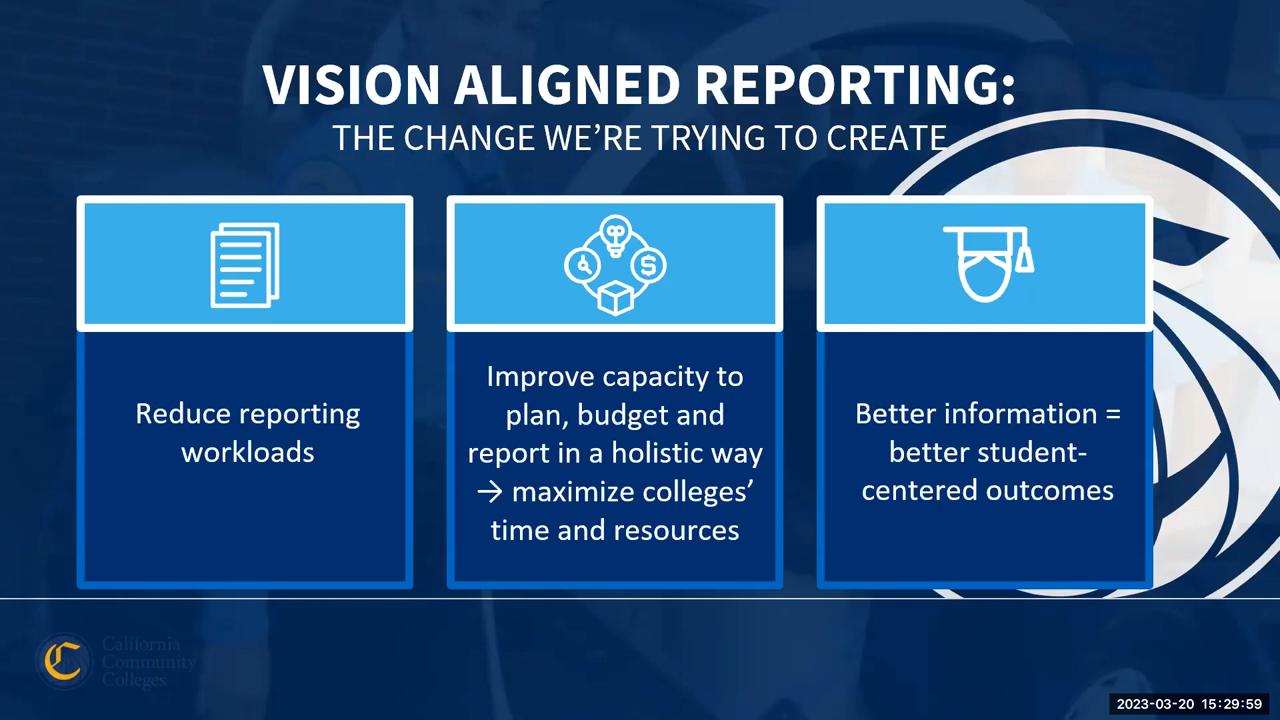 VISION ALIGNED REPORTING:
THE CHANGE WE’RE TRYING TO CREATE
Reduce reporting
workloads
Improve capacity to
plan, budget and
report in a holistic way
→ maximize colleges’
time and resources
Better information =
better student-
centered outcomes
California
Community
Colleges
2023-03-20 15:29:59